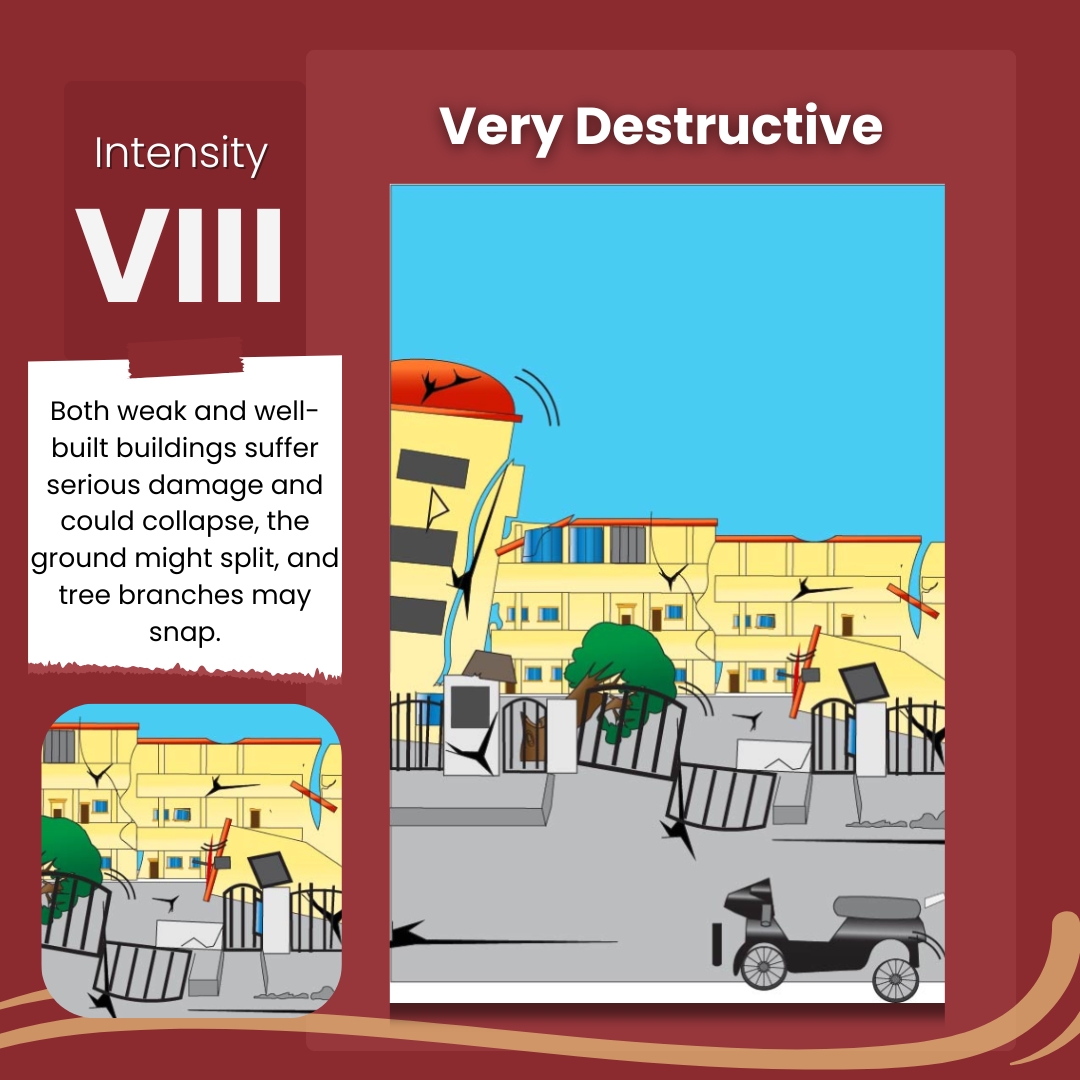 Intensity
VIII
Very Destructive
Both weak and well-
built buildings suffer
serious damage and
could collapse, the
ground might split, and
tree branches may
snap.